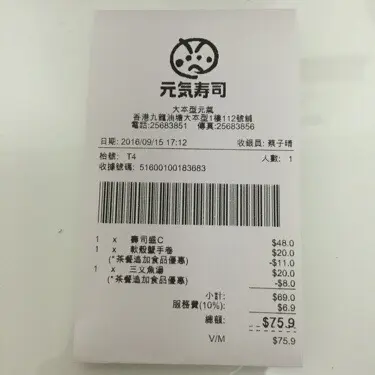 元気寿司
大本型元氣
香港九龍油塘大本型1樓112號舖
電話:25683851 傳真:25683856
日期: 2016/09/15 17:12 收銀員: 蔡子晴
枱號: T4 人數: 1
收據號碼: 51600100183683
1 x 壽司盛C $48.0
1 x 軟殼蟹手卷 $20.0
(*茶餐追加食品優惠) -$11.0
1 x 三文魚湯 $20.0
(*茶餐追加食品優惠) -$8.0
小計: $69.0
服務費(10%): $6.9
總額: $75.9
V/M $75.9